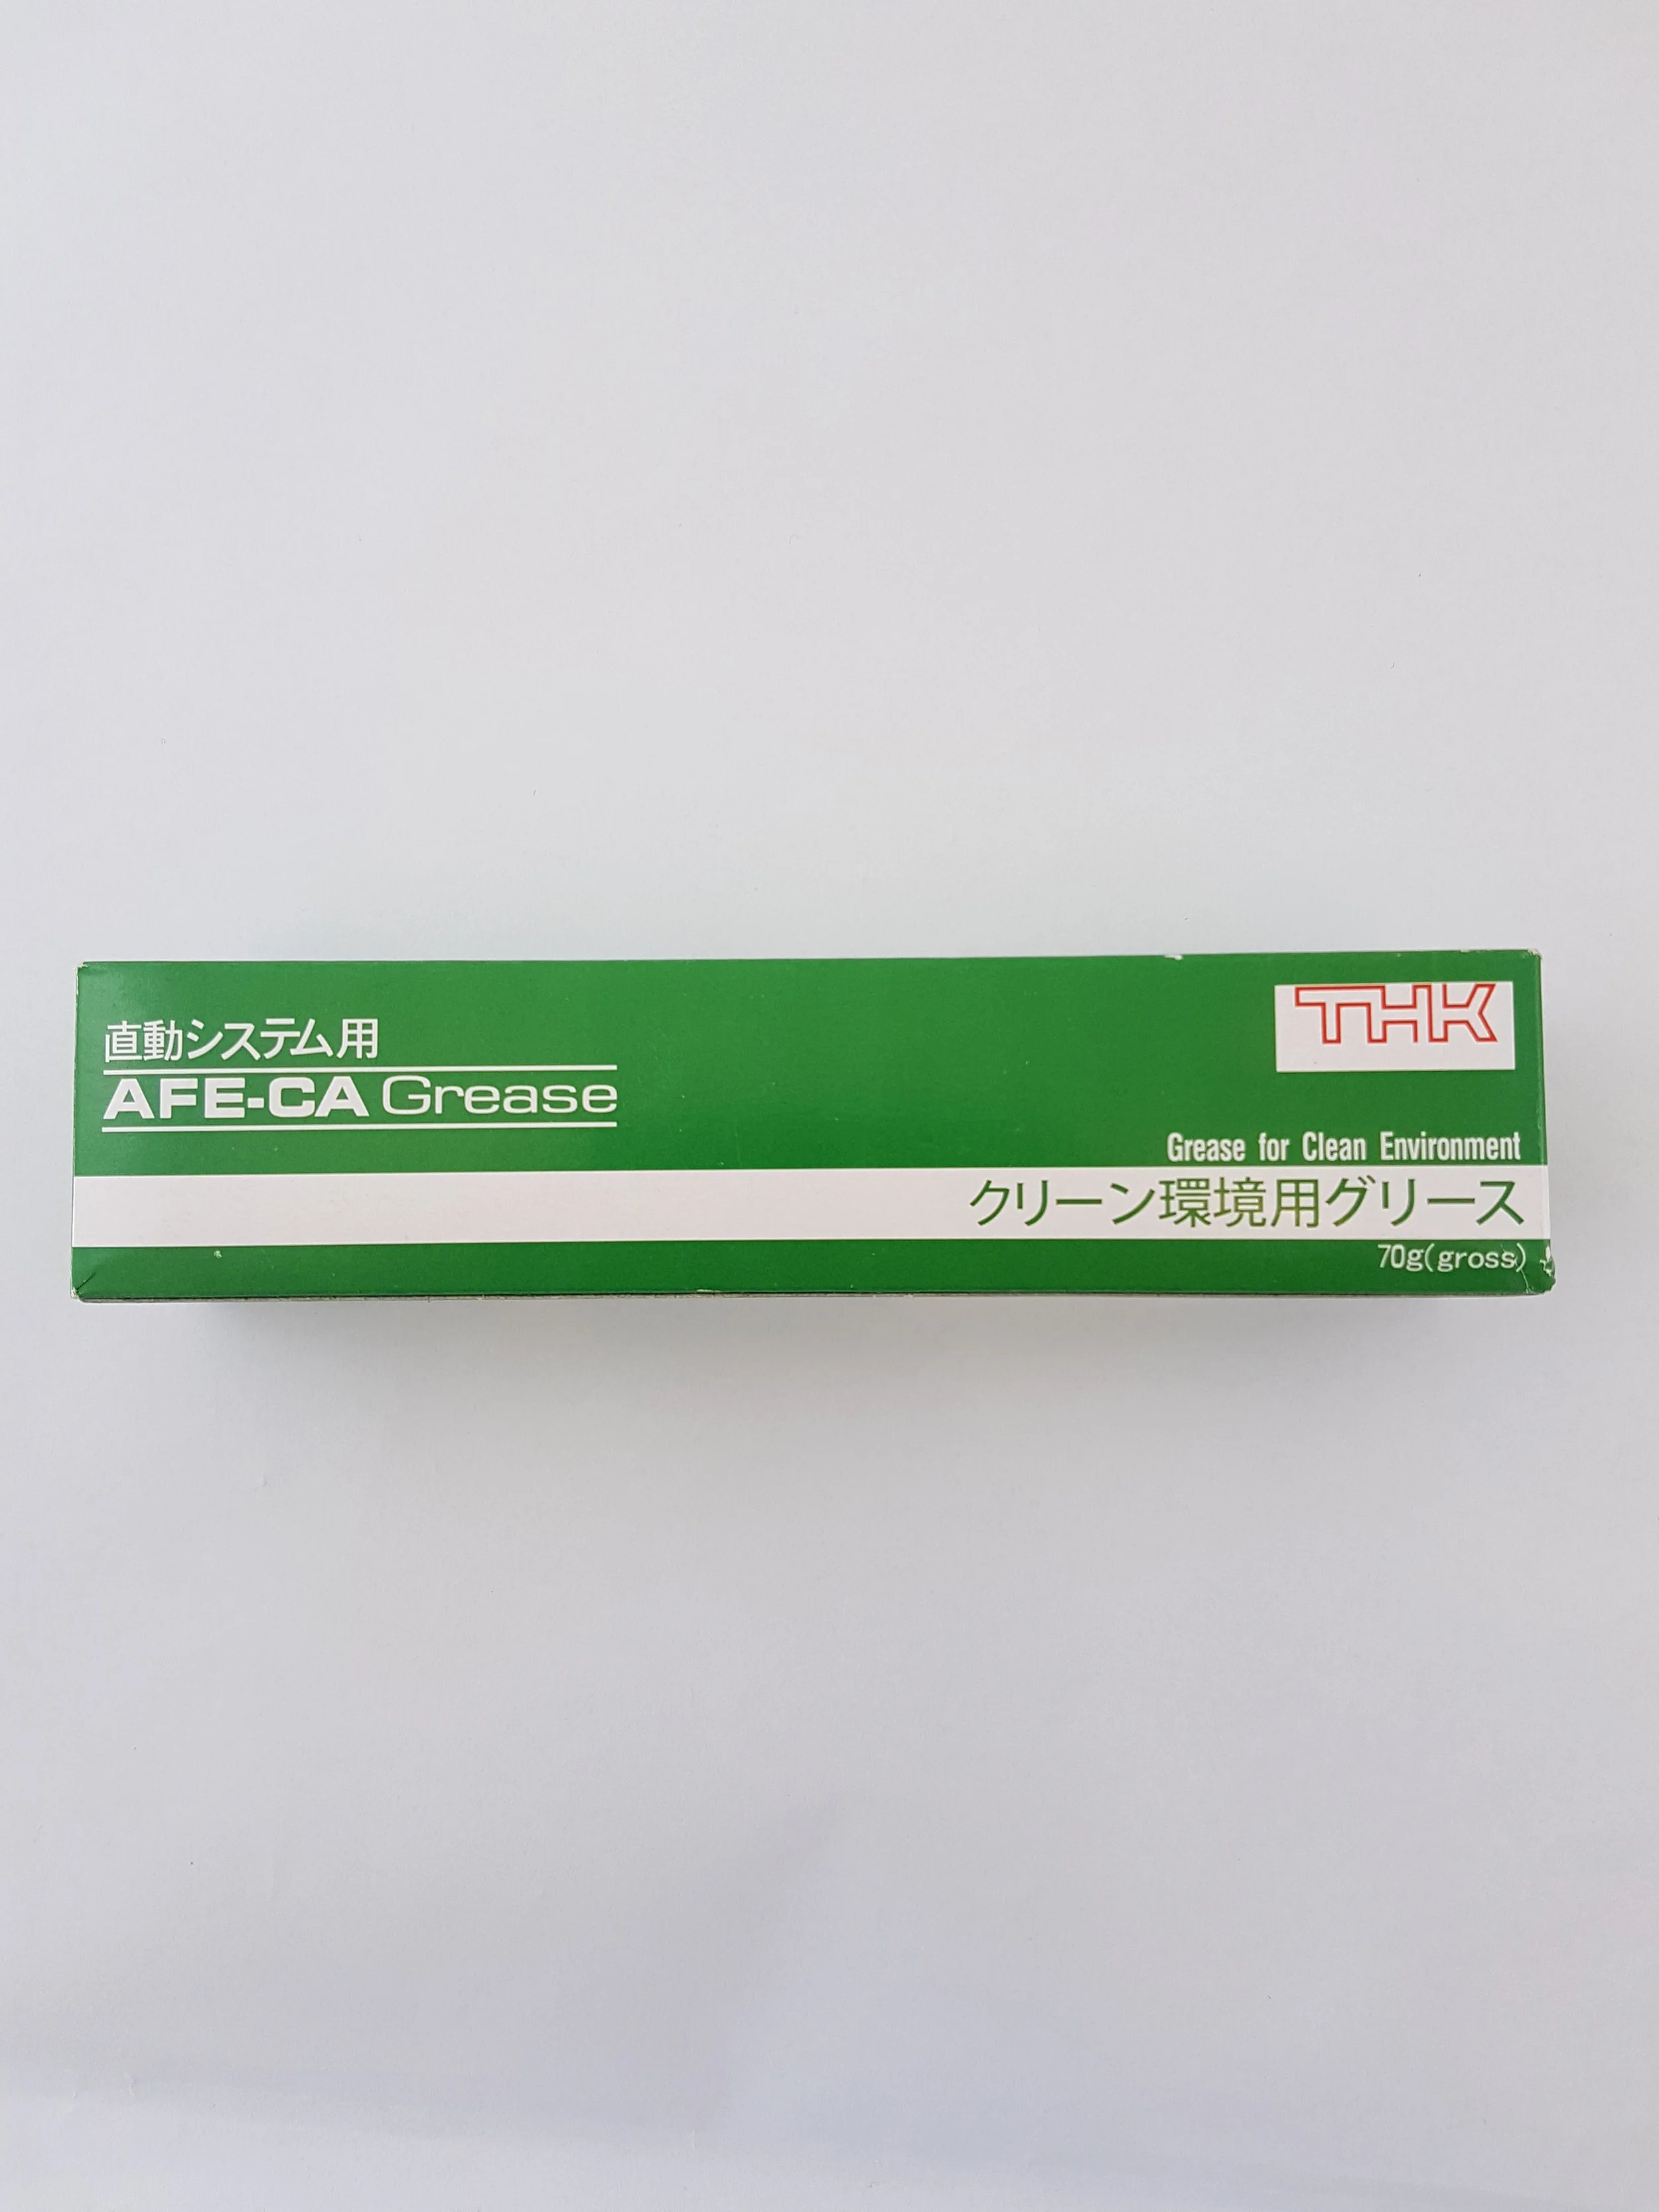 直動システム用
AFE-CA Grease
THK
Grease for Clean Environment
クリーン環境用グリース
70g(gross)